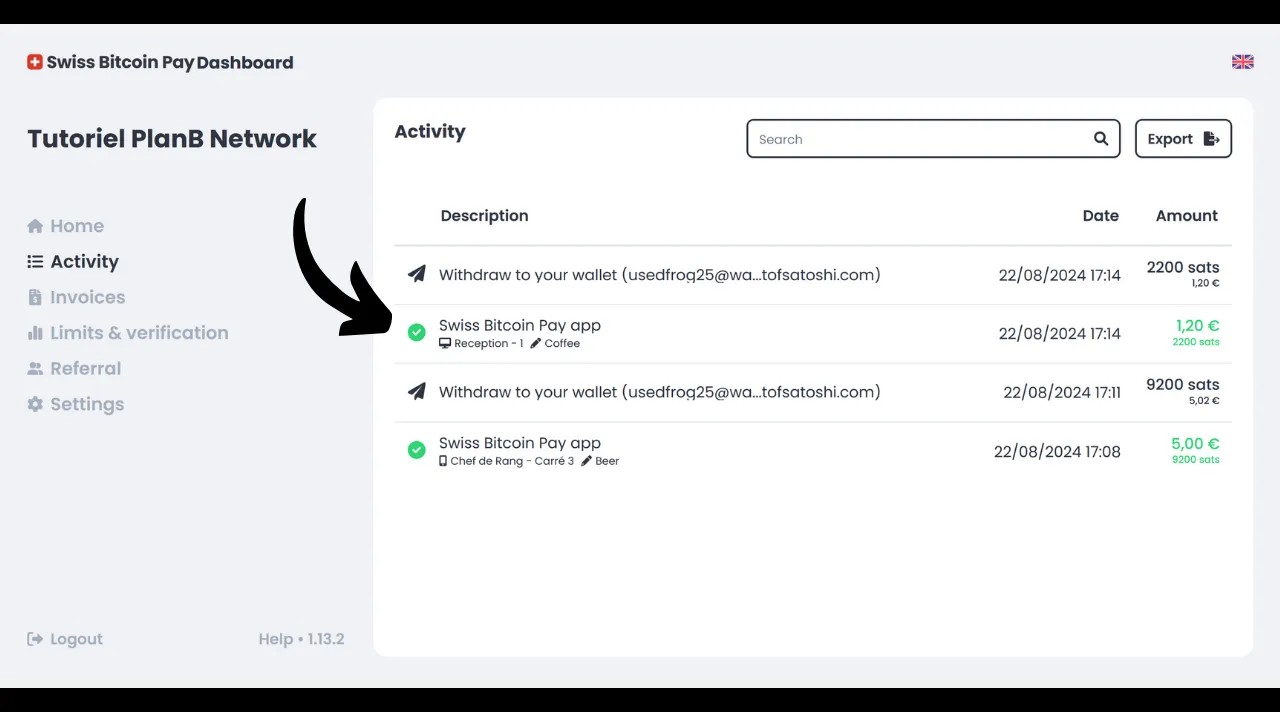 Swiss Bitcoin Pay Dashboard
Tutoriel PlanB Network
Home
Activity
Invoices
Limits & verification
Referral
Settings
Logout
Help • 1.13.2
Activity
Search
Export
Description Date Amount
Withdraw to your wallet (usedfrog25@wa...tofsatoshi.com) 22/08/2024 17:14 2200 sats
1,20 €
Swiss Bitcoin Pay app 22/08/2024 17:14 1,20 €
Reception - 1 Coffee 2200 sats
Withdraw to your wallet (usedfrog25@wa...tofsatoshi.com) 22/08/2024 17:11 9200 sats
5,02 €
Swiss Bitcoin Pay app 22/08/2024 17:08 5,00 €
Chef de Rang - Carré 3 Beer 9200 sats